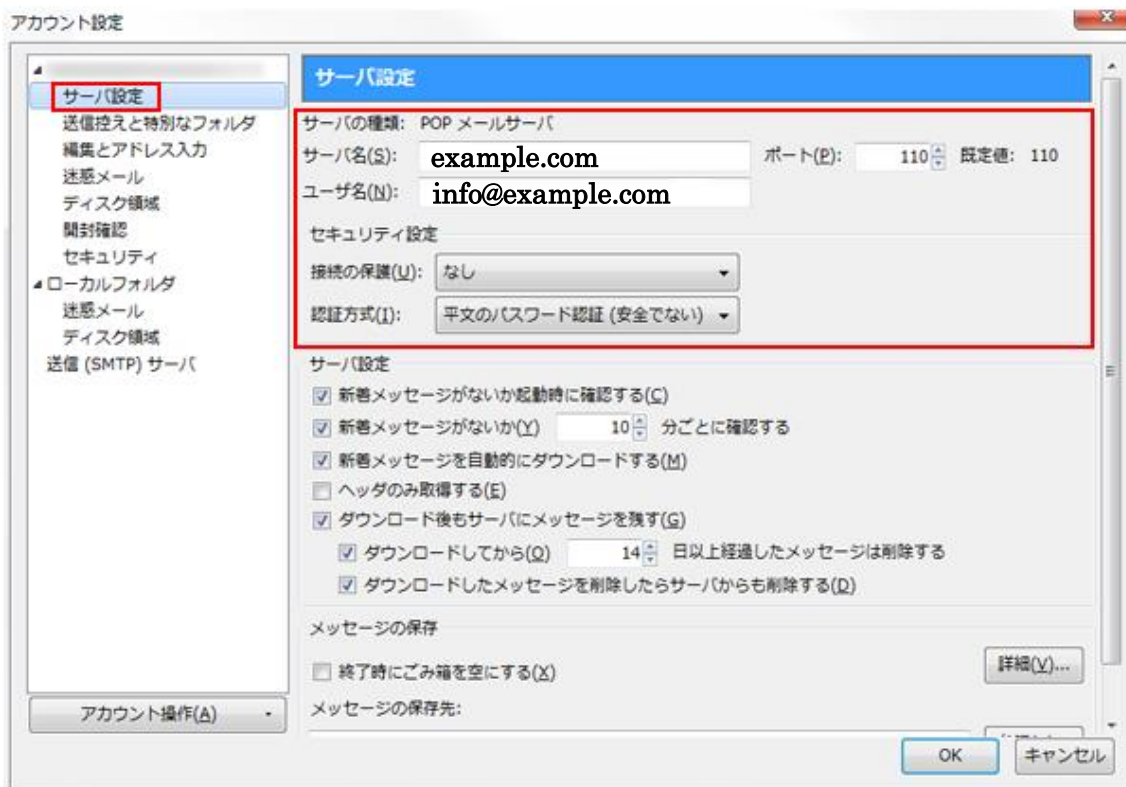 アカウント設定
サーバ設定
送信控えと特別なフォルダ
編集とアドレス入力
迷惑メール
ディスク領域
開封確認
セキュリティ
ローカルフォルダ
迷惑メール
ディスク領域
送信 (SMTP) サーバ
アカウント操作(A)
サーバ設定
サーバの種類: POP メールサーバ
サーバ名(S): example.com ポート(P): 110 既定値: 110
ユーザ名(N): info@example.com
セキュリティ設定
接続の保護(U): なし
認証方式(I): 平文のパスワード認証 (安全でない)
サーバ設定
新着メッセージがないか起動時に確認する(C)
新着メッセージがないか(Y) 10 分ごとに確認する
新着メッセージを自動的にダウンロードする(M)
ヘッダのみ取得する(E)
ダウンロード後もサーバにメッセージを残す(G)
ダウンロードしてから(O) 14 日以上経過したメッセージは削除する
ダウンロードしたメッセージを削除したらサーバからも削除する(D)
メッセージの保存
終了時にごみ箱を空にする(X) 詳細(V)...
メッセージの保存先:
OK キャンセル